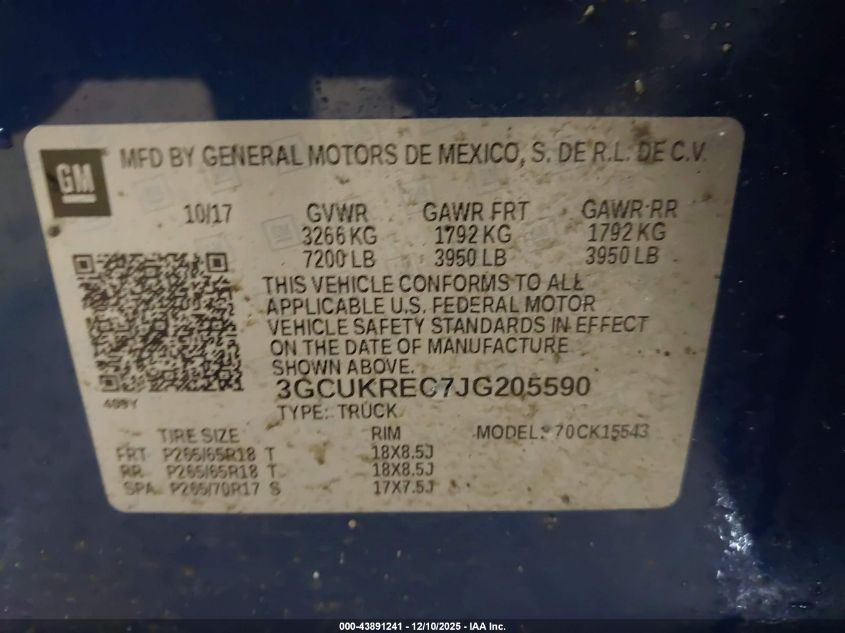 GM
MFD BY GENERAL MOTORS DE MEXICO, S. DE R.L. DE C.V.
10/17 GVWR GAWR FRT GAWR RR
3266 KG 1792 KG 1792 KG
7200 LB 3950 LB 3950 LB
THIS VEHICLE CONFORMS TO ALL
APPLICABLE U.S. FEDERAL MOTOR
VEHICLE SAFETY STANDARDS IN EFFECT
ON THE DATE OF MANUFACTURE
SHOWN ABOVE.
3GCUKREC7JG205590
TYPE: TRUCK
TIRE SIZE RIM MODEL: 70CK15543
FRT P265/65R18 T 18X8.5J
RR P265/65R18 T 18X8.5J
SPA P265/70R17 S 17X7.5J
000-43891241 - 12/10/2025 - IAA Inc.